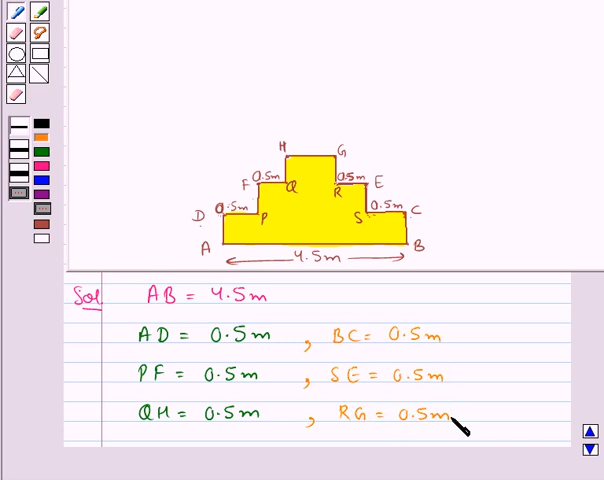 H G
F 0.5m Q R 0.5m E
D 0.5m P S 0.5m C
A B
4.5m
Sol AB = 4.5m
AD = 0.5m , BC = 0.5m
PF = 0.5m , SE = 0.5m
QH = 0.5m , RG = 0.5m